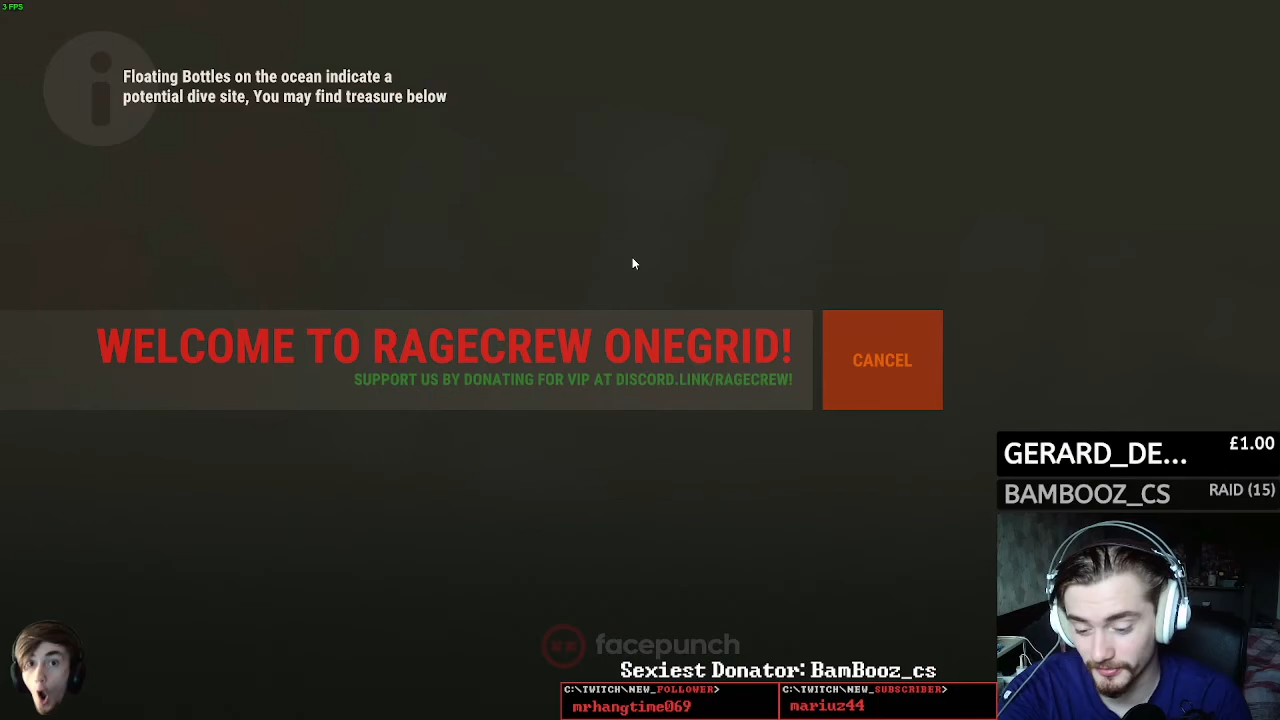 3 FPS
Floating Bottles on the ocean indicate a
potential dive site, You may find treasure below
WELCOME TO RAGECREW ONEGRID!
SUPPORT US BY DONATING FOR VIP AT DISCORD.LINK/RAGECREW!
CANCEL
GERARD_DE... £1.00
BAMBOOZ_CS RAID (15)
facepunch
Sexiest Donator: BamBooz_cs
C:\TWITCH\NEW_FOLLOWER>
mrhangtime069
C:\TWITCH\NEW_SUBSCRIBER>
mariuz44